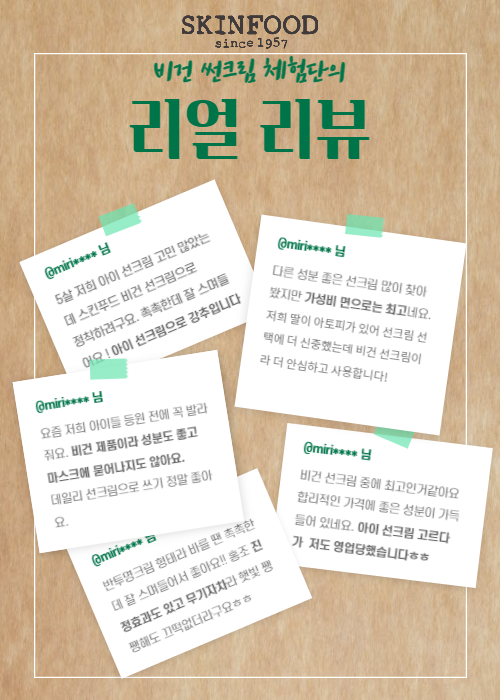 SKINFOOD
since 1957
비건 썬크림 체험단의
리얼 리뷰
@miri**** 님
5살 저희 아이 선크림 고민 많았는
데 스킨푸드 비건 선크림으로
정착하려구요. 촉촉한데 잘 스며들
어요! 아이 선크림으로 강추입니다
@miri**** 님
다른 성분 좋은 선크림 많이 찾아
봤지만 가성비 면으로는 최고네요.
저희 딸이 아토피가 있어 선크림 선
택에 더 신중했는데 비건 선크림이
라 더 안심하고 사용합니다!
@miri**** 님
요즘 저희 아이들 등원 전에 꼭 발라
줘요. 비건 제품이라 성분도 좋고
마스크에 묻어나지도 않아요.
데일리 선크림으로 쓰기 정말 좋아
요.
@miri**** 님
비건 선크림 중에 최고인거같아요
합리적인 가격에 좋은 성분이 가득
들어 있네요. 아이 선크림 고르다
가 저도 영업당했습니다ㅎㅎ
@miri**** 님
반투명크림 형태라 바를 땐 촉촉한
데 잘 스며들어서 좋아요!! 홍조 진
정효과도 있고 무기자차라 햇빛 쨍
쨍해도 끄떡없더라구요ㅎㅎ